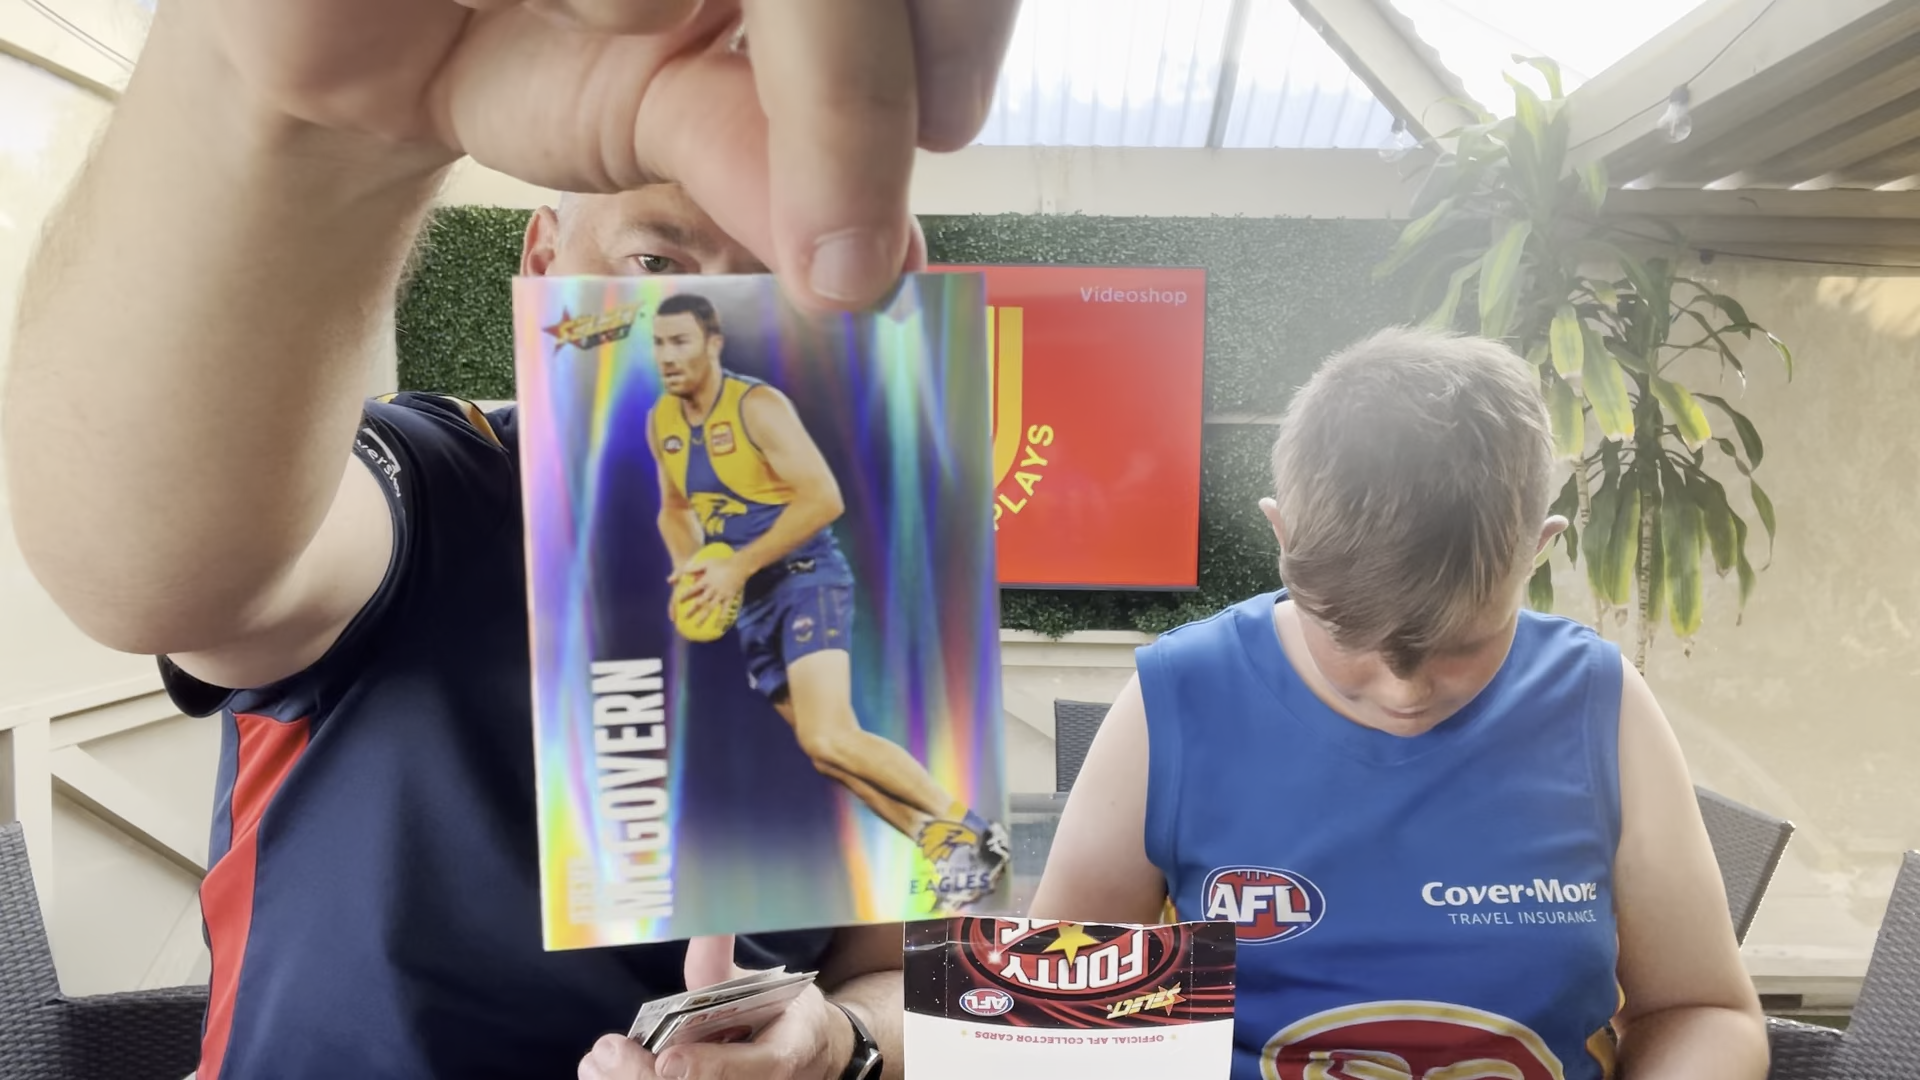 Videoshop
SELECT
PLAYS
McGOVERN
EAGLES
AFL
Cover·More
TRAVEL INSURANCE
FOOTY
SELECT
AFL
OFFICIAL AFL COLLECTOR CARDS